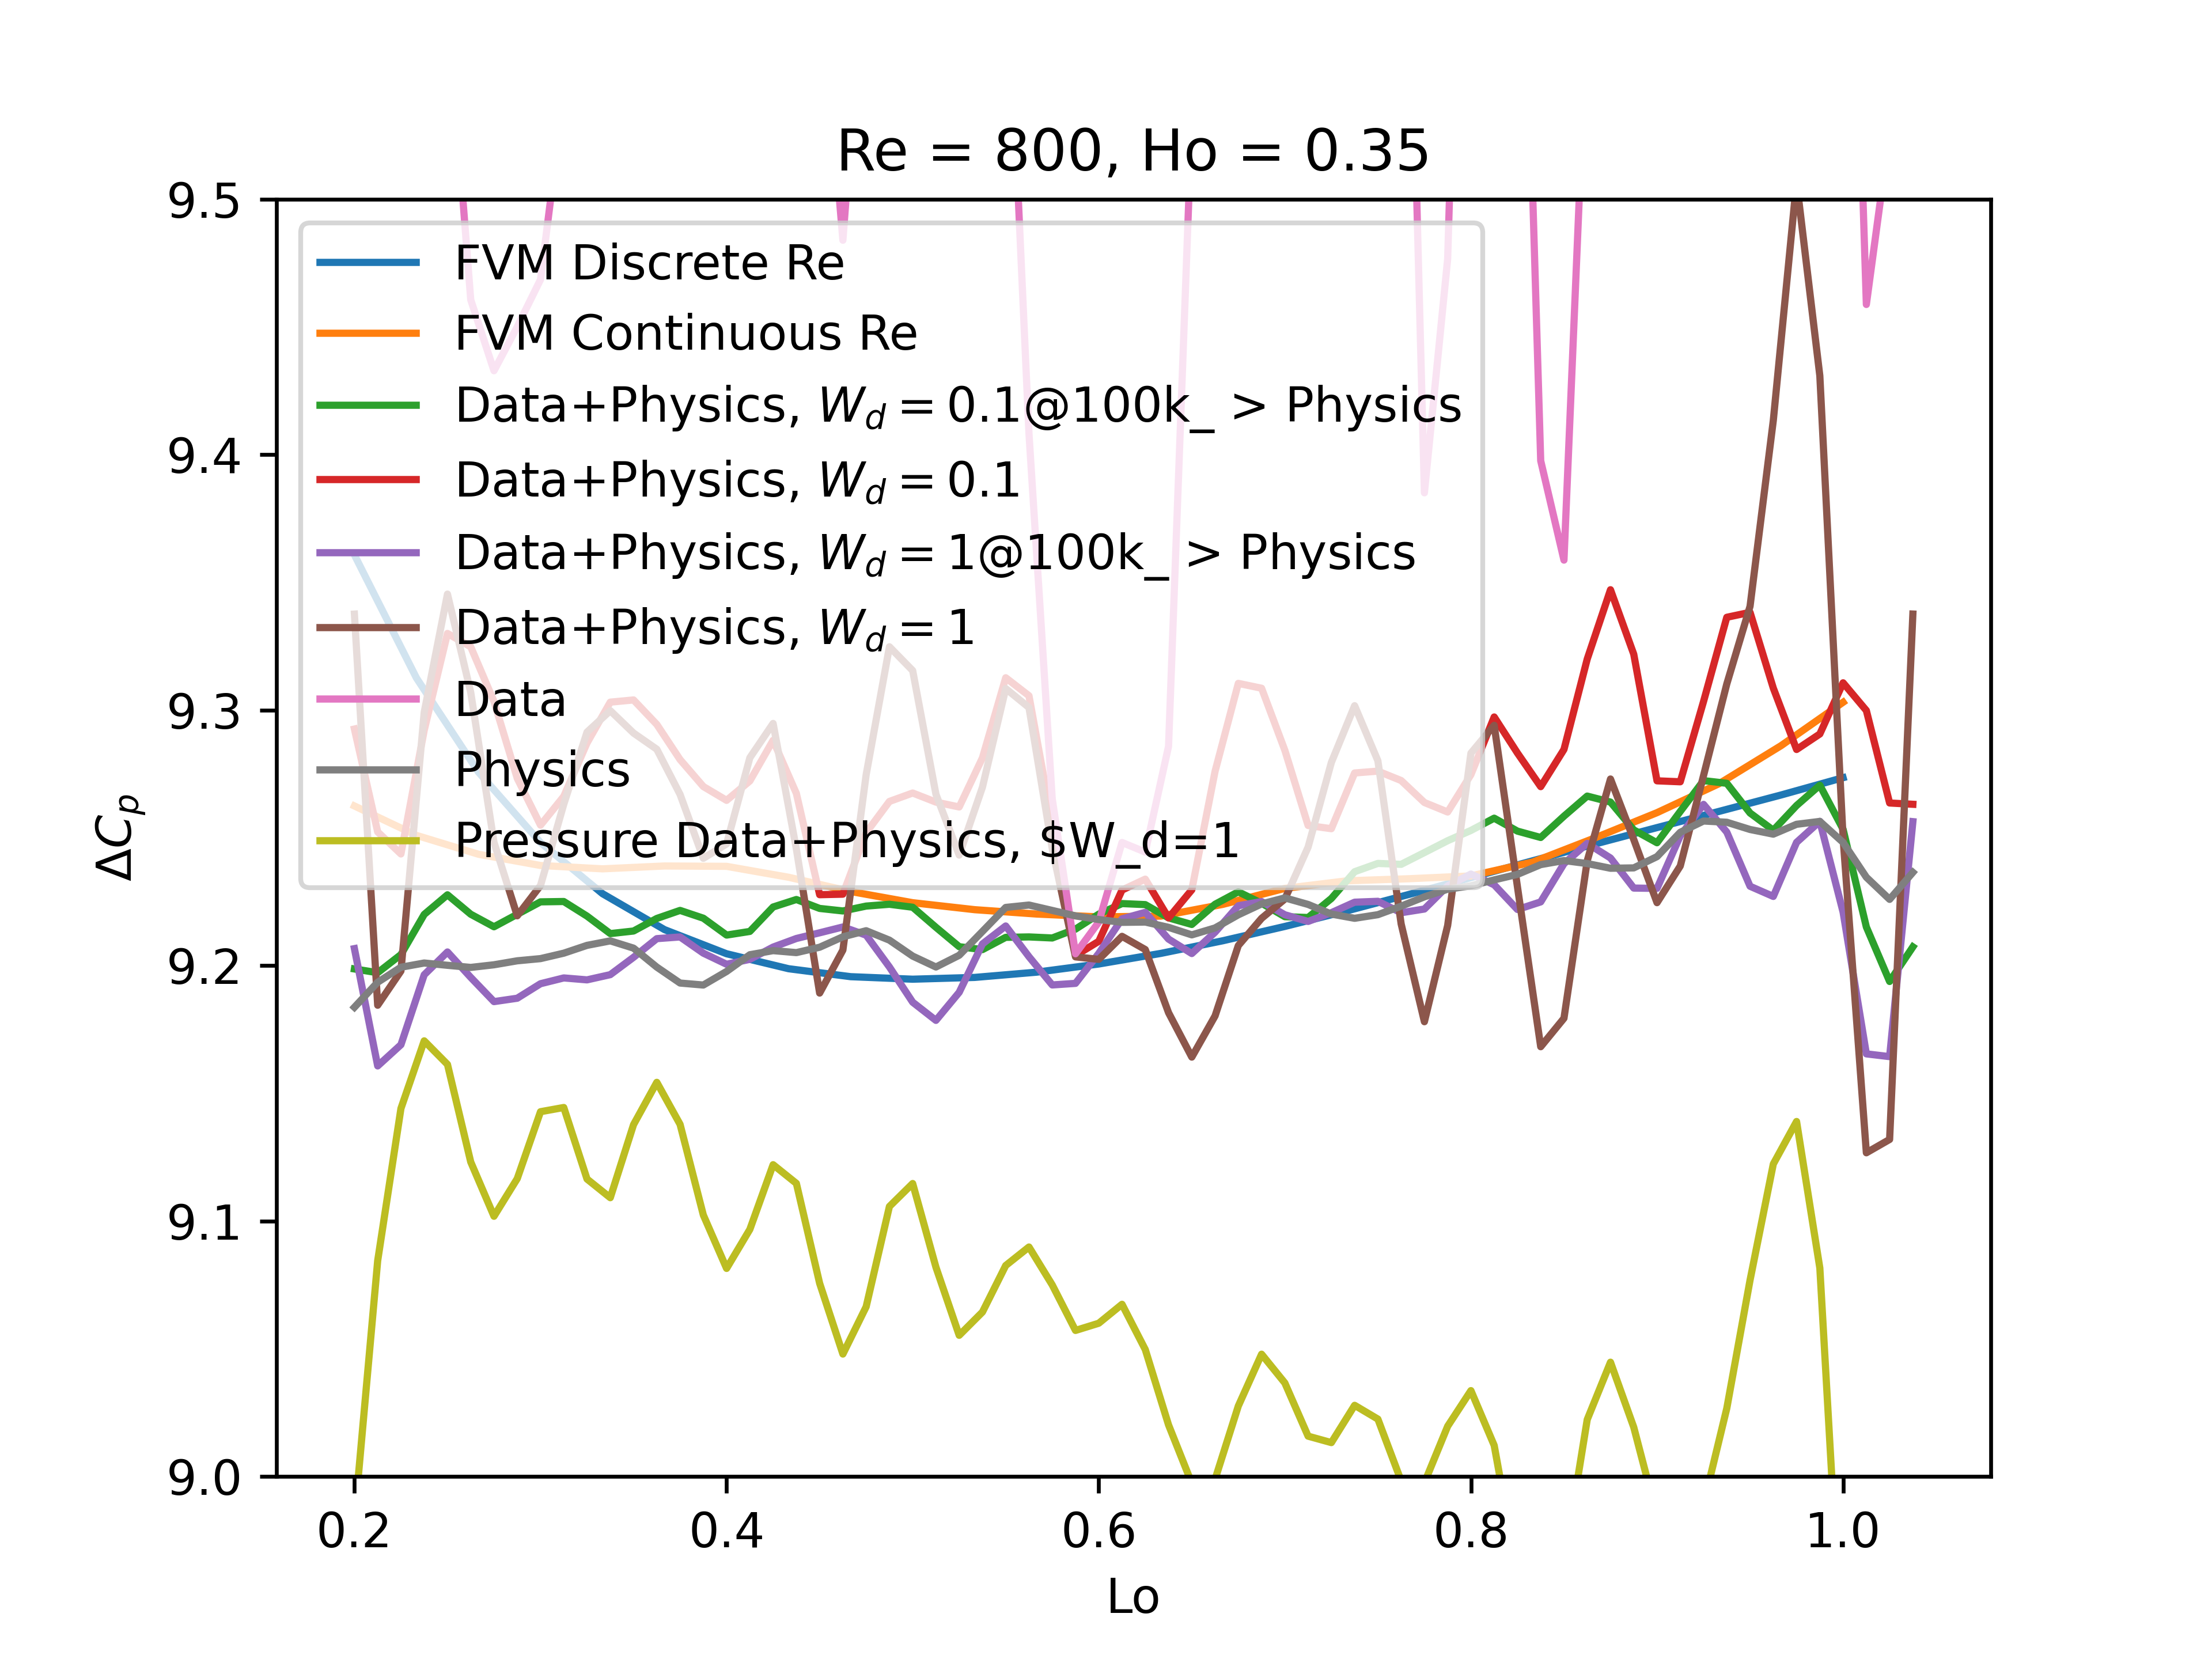 Re = 800, Ho = 0.35
9.5
FVM Discrete Re
FVM Continuous Re
Data+Physics, W_d = 0.1@100k_ > Physics
9.4
Data+Physics, W_d = 0.1
Data+Physics, W_d = 1@100k_ > Physics
Data+Physics, W_d = 1
9.3
Data
Physics
Pressure Data+Physics, $W_d=1
ΔC_p
9.2
9.1
9.0
0.2 0.4 0.6 0.8 1.0
Lo